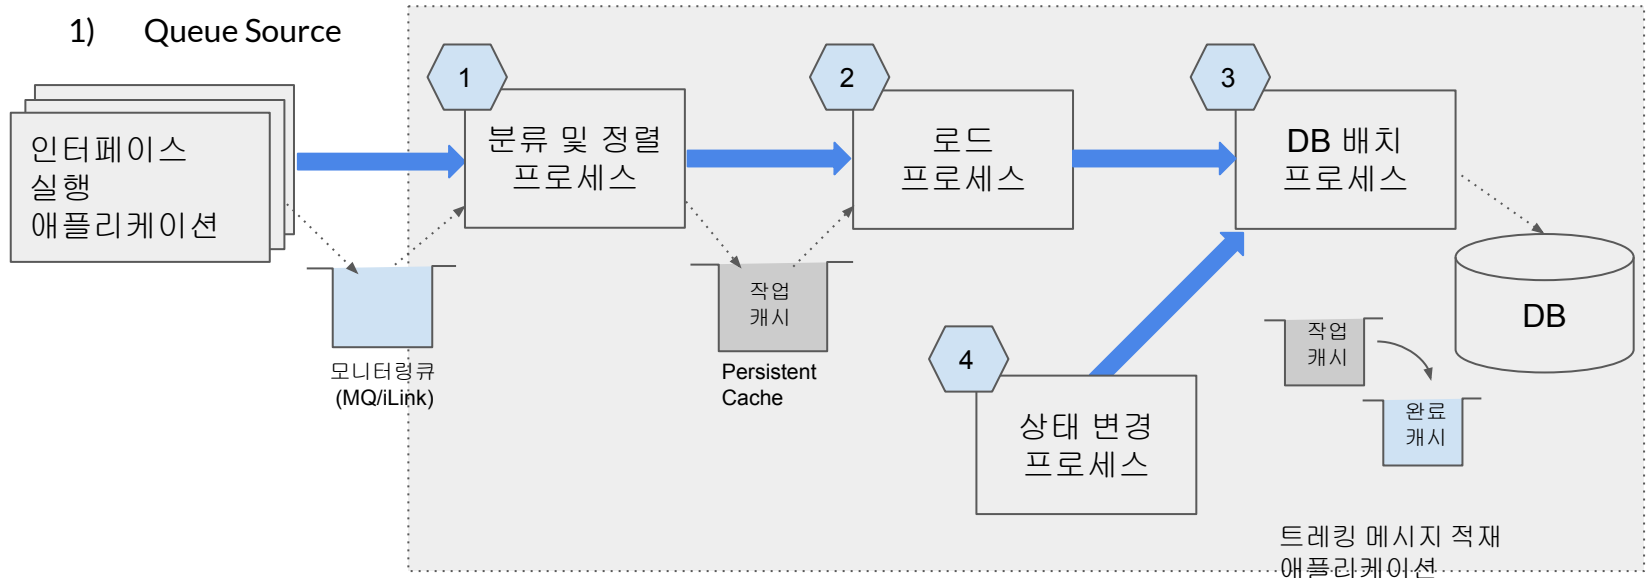 1) Queue Source
인터페이스
실행
애플리케이션
모니터링큐
(MQ/iLink)
1
분류 및 정렬
프로세스
작업
캐시
Persistent
Cache
2
로드
프로세스
3
DB 배치
프로세스
4
상태 변경
프로세스
DB
작업
캐시
완료
캐시
트레킹 메시지 적재
애플리케이션